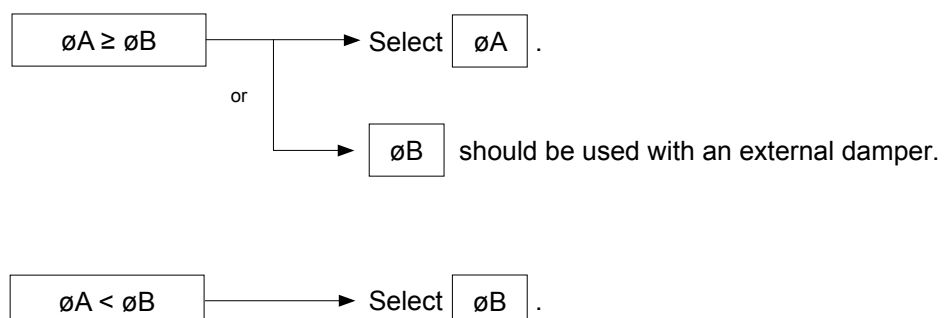 øA ≥ øB Select øA .
or
øB should be used with an external damper.
øA < øB Select øB .